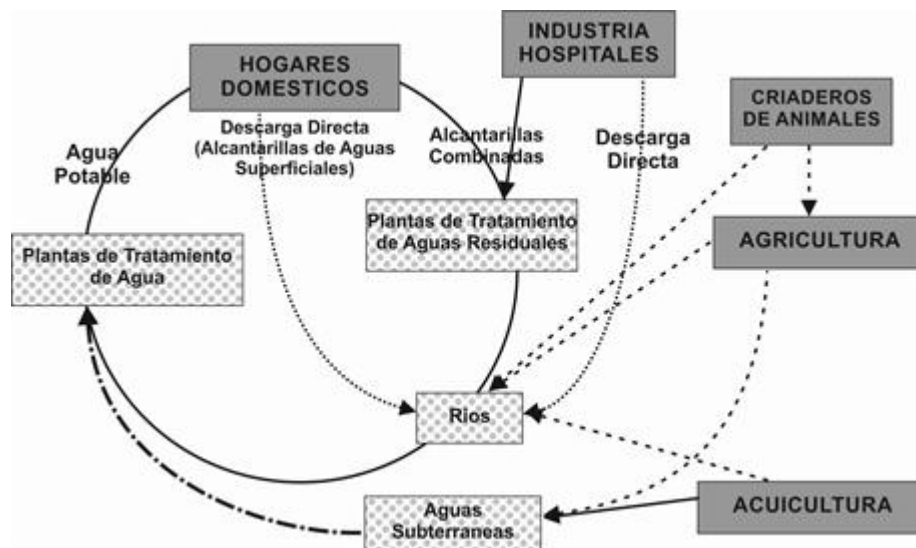 HOGARES
DOMESTICOS
INDUSTRIA
HOSPITALES
CRIADEROS
DE ANIMALES
Agua
Potable
Descarga Directa
(Alcantarillas de Aguas
Superficiales)
Alcantarillas
Combinadas
Descarga
Directa
Plantas de Tratamiento
de Aguas Residuales
AGRICULTURA
Plantas de Tratamiento
de Agua
Rios
Aguas
Subterraneas
ACUICULTURA